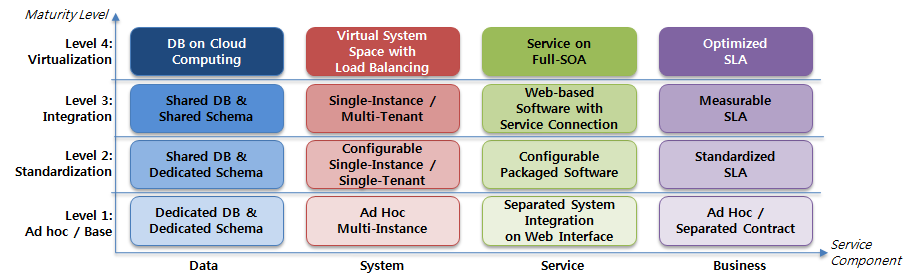 Maturity Level
Level 4:
Virtualization
DB on Cloud
Computing
Virtual System
Space with
Load Balancing
Service on
Full-SOA
Optimized
SLA
Level 3:
Integration
Shared DB &
Shared Schema
Single-Instance /
Multi-Tenant
Web-based
Software with
Service Connection
Measurable
SLA
Level 2:
Standardization
Shared DB &
Dedicated Schema
Configurable
Single-Instance /
Single-Tenant
Configurable
Packaged Software
Standardized
SLA
Level 1:
Ad hoc / Base
Dedicated DB &
Dedicated Schema
Ad Hoc
Multi-Instance
Separated System
Integration
on Web Interface
Ad Hoc /
Separated Contract
Data
System
Service
Business
Service
Component